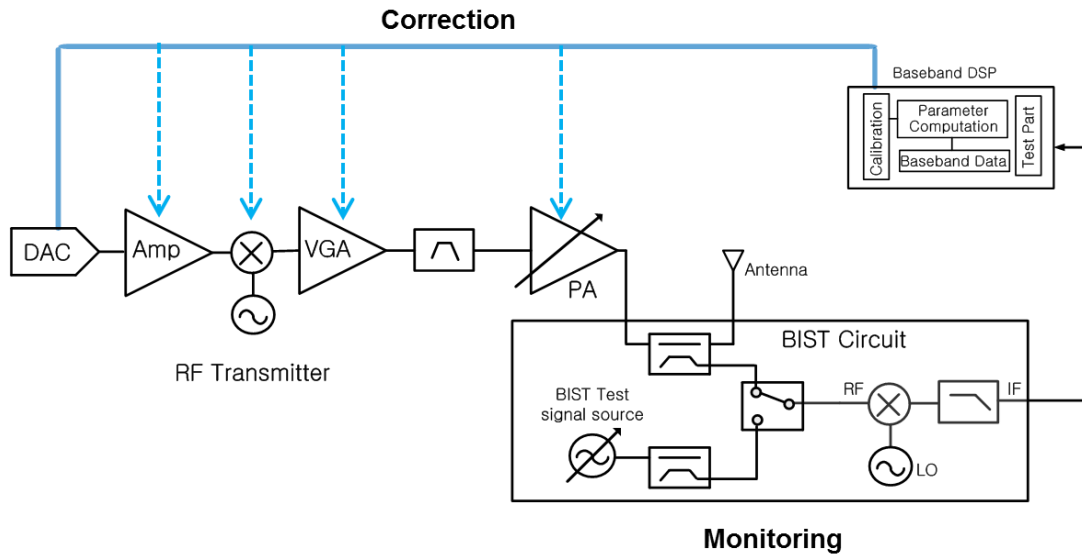 Correction
Baseband DSP
Calibration
Parameter
Computation
Baseband Data
Test Part
DAC
Amp
VGA
PA
Antenna
RF Transmitter
BIST Circuit
BIST Test
signal source
RF
IF
LO
Monitoring